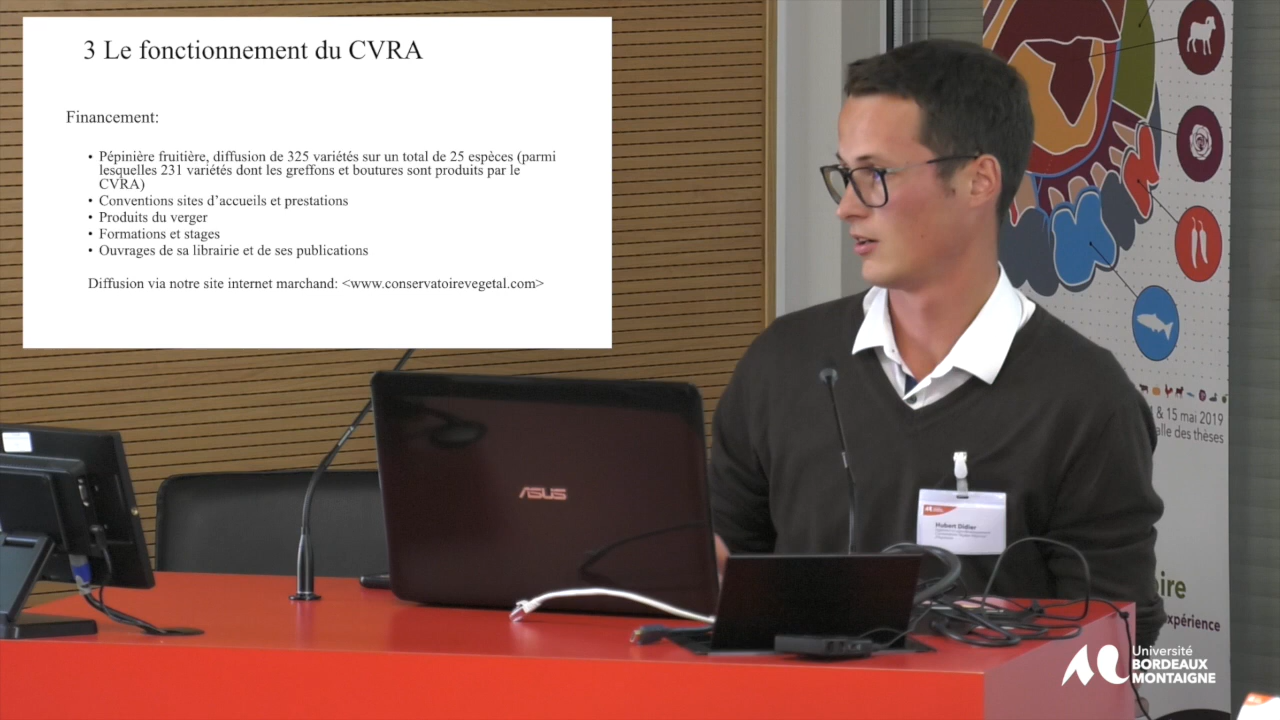 3 Le fonctionnement du CVRA
Financement:
• Pépinière fruitière, diffusion de 325 variétés sur un total de 25 espèces (parmi
lesquelles 231 variétés dont les greffons et boutures sont produits par le
CVRA)
• Conventions sites d’accueils et prestations
• Produits du verger
• Formations et stages
• Ouvrages de sa librairie et de ses publications
Diffusion via notre site internet marchand: <www.conservatoirevegetal.com>
& 15 mai 2019
alle des thèses
ASUS
Hubert Didier
ire
xpérience
Université
BORDEAUX
MONTAIGNE